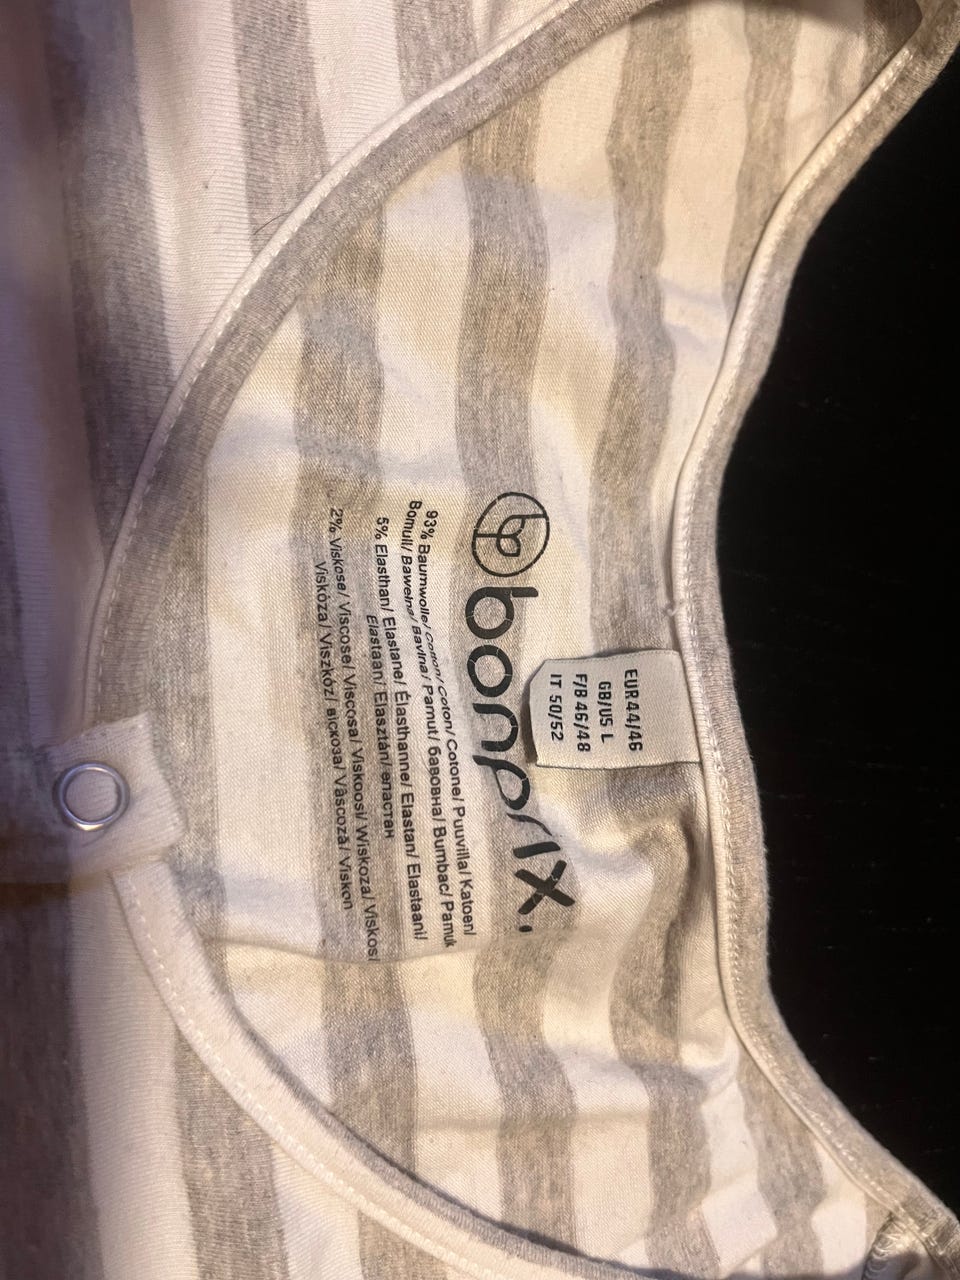 EUR 44/46
GB/US L
F/B 46/48
IT 50/52
bp bonprix
93% Baumwolle/ Cotton/ Coton/ Cotone/ Puuvilla/ Katoen/
Bomull/ Bawełna/ Bavlna/ Pamut/ бавовна/ Bumbac/ Pamuk
5% Elasthan/ Elastane/ Élasthanne/ Elastan/ Elastaani/
Elastaan/ Elasztán/ еластан
2% Viskose/ Viscose/ Viscosa/ Viskoosi/ Wiskoza/ Viskos/
Viskóza/ Viszkóz/ віскоза/ Vâscoză/ Viskon